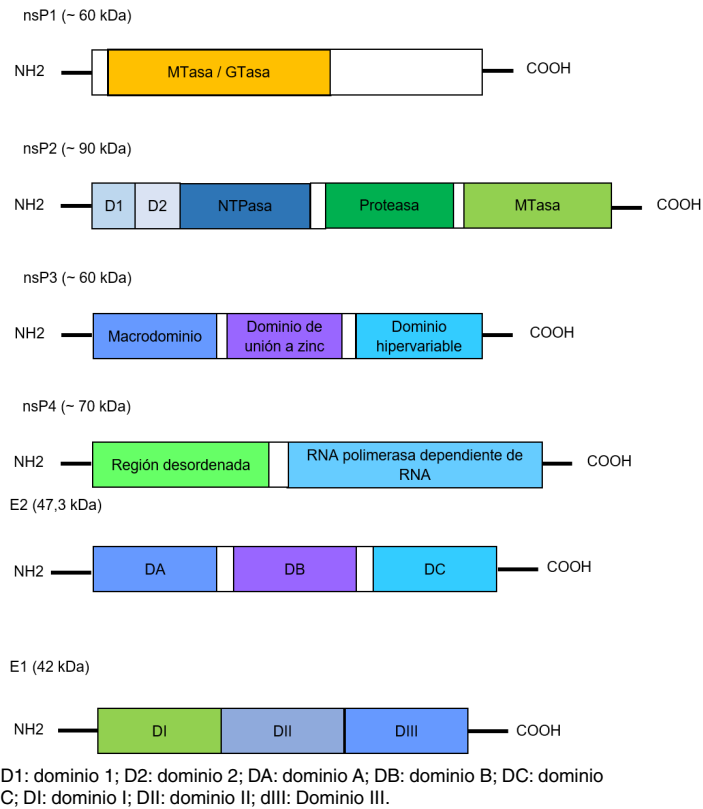 nsP1 (~ 60 kDa)
NH2 MTasa / GTasa COOH
nsP2 (~ 90 kDa)
NH2 D1 D2 NTPasa Proteasa MTasa COOH
nsP3 (~ 60 kDa)
NH2 Macrodominio Dominio de unión a zinc Dominio hipervariable COOH
nsP4 (~ 70 kDa)
NH2 Región desordenada RNA polimerasa dependiente de RNA COOH
E2 (47,3 kDa)
NH2 DA DB DC COOH
E1 (42 kDa)
NH2 DI DII DIII COOH
D1: dominio 1; D2: dominio 2; DA: dominio A; DB: dominio B; DC: dominio
C; DI: dominio I; DII: dominio II; dIII: Dominio III.